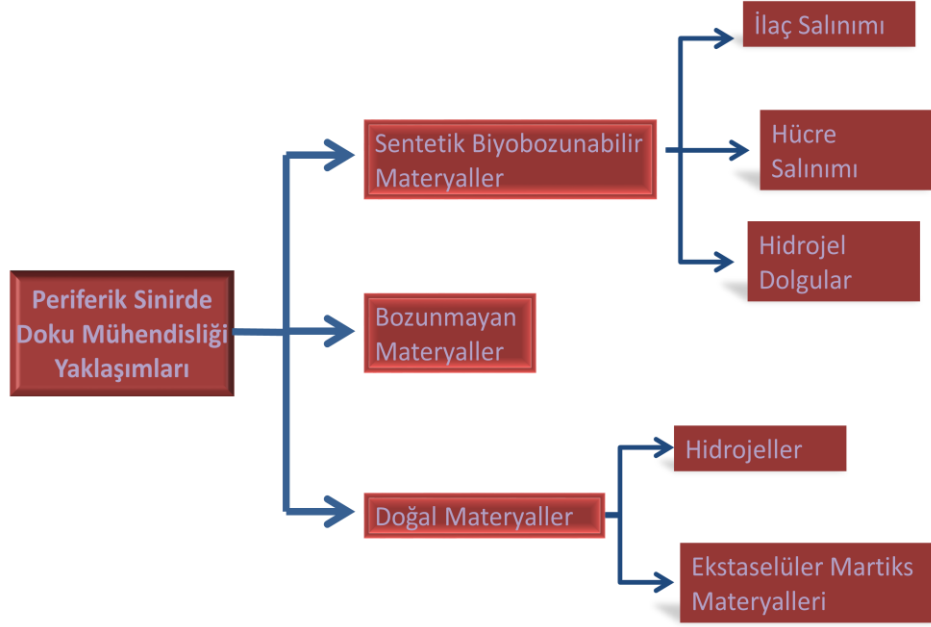 Periferik Sinirde
Doku Mühendisliği
Yaklaşımları
Sentetik Biyobozunabilir
Materyaller
İlaç Salınımı
Hücre
Salınımı
Hidrojel
Dolgular
Bozunmayan
Materyaller
Doğal Materyaller
Hidrojeller
Ekstaselüler Martiks
Materyalleri